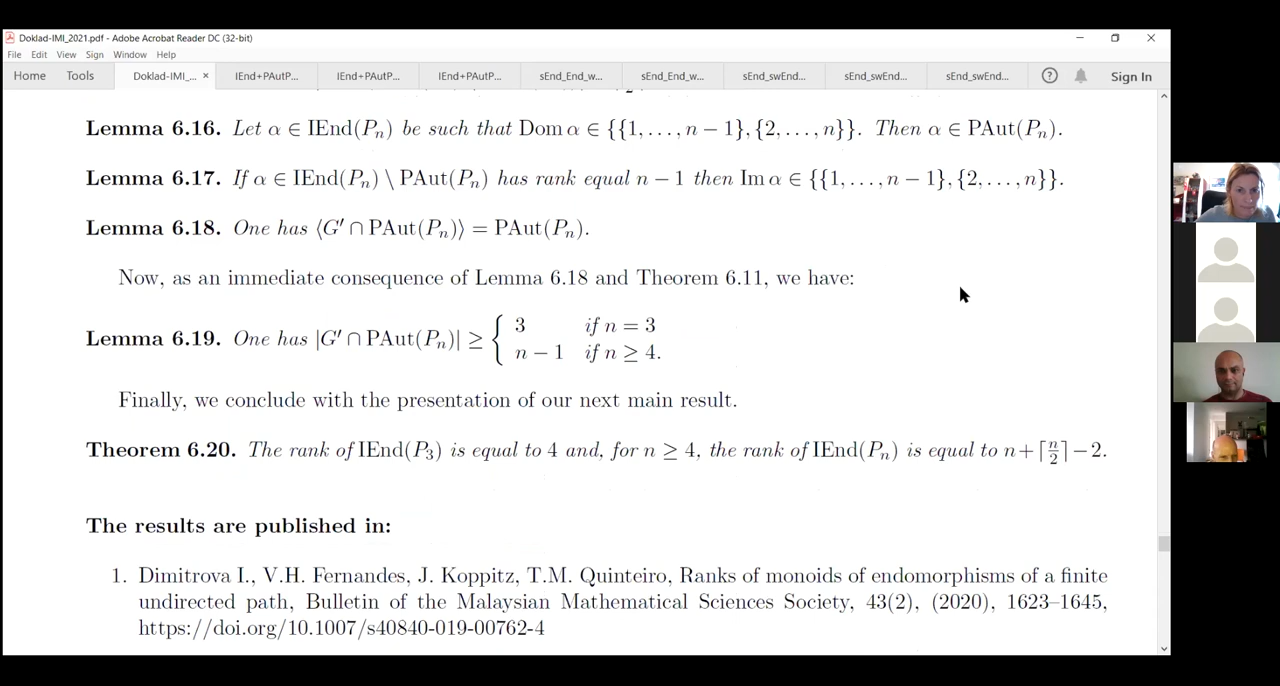 Doklad-IMI_2021.pdf - Adobe Acrobat Reader DC (32-bit)
File Edit View Sign Window Help
Home Tools Doklad-IMI_... × IEnd+PAutP... IEnd+PAutP... IEnd+PAutP... sEnd_End_w... sEnd_End_w... sEnd_swEnd... sEnd_swEnd... sEnd_swEnd... Sign In
Lemma 6.16. Let α ∈ IEnd(Pₙ) be such that Dom α ∈ {{1, . . . , n − 1}, {2, . . . , n}}. Then α ∈ PAut(Pₙ).
Lemma 6.17. If α ∈ IEnd(Pₙ) \ PAut(Pₙ) has rank equal n − 1 then Im α ∈ {{1, . . . , n − 1}, {2, . . . , n}}.
Lemma 6.18. One has ⟨G′ ∩ PAut(Pₙ)⟩ = PAut(Pₙ).
Now, as an immediate consequence of Lemma 6.18 and Theorem 6.11, we have:
Lemma 6.19. One has |G′ ∩ PAut(Pₙ)| ≥ { 3 if n = 3
n − 1 if n ≥ 4.
Finally, we conclude with the presentation of our next main result.
Theorem 6.20. The rank of IEnd(P₃) is equal to 4 and, for n ≥ 4, the rank of IEnd(Pₙ) is equal to n + ⌈n/2⌉ − 2.
The results are published in:
1. Dimitrova I., V.H. Fernandes, J. Koppitz, T.M. Quinteiro, Ranks of monoids of endomorphisms of a finite
undirected path, Bulletin of the Malaysian Mathematical Sciences Society, 43(2), (2020), 1623–1645,
https://doi.org/10.1007/s40840-019-00762-4